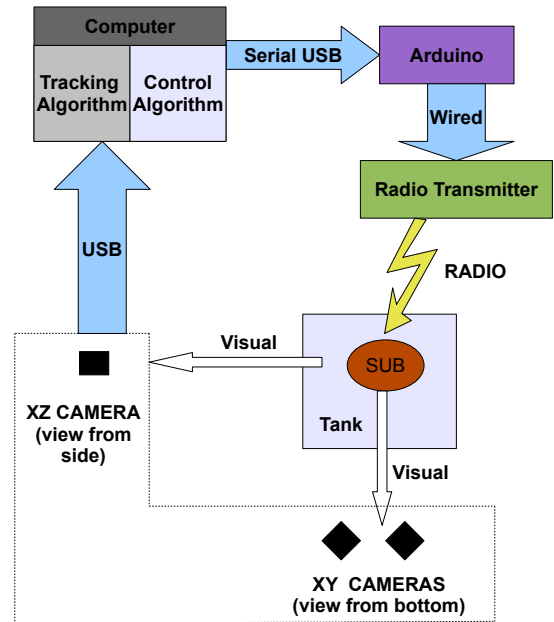 Computer
Tracking
Algorithm
Control
Algorithm
Serial USB
Arduino
Wired
Radio Transmitter
USB
RADIO
Visual
SUB
XZ CAMERA
(view from
side)
Tank
Visual
XY CAMERAS
(view from bottom)